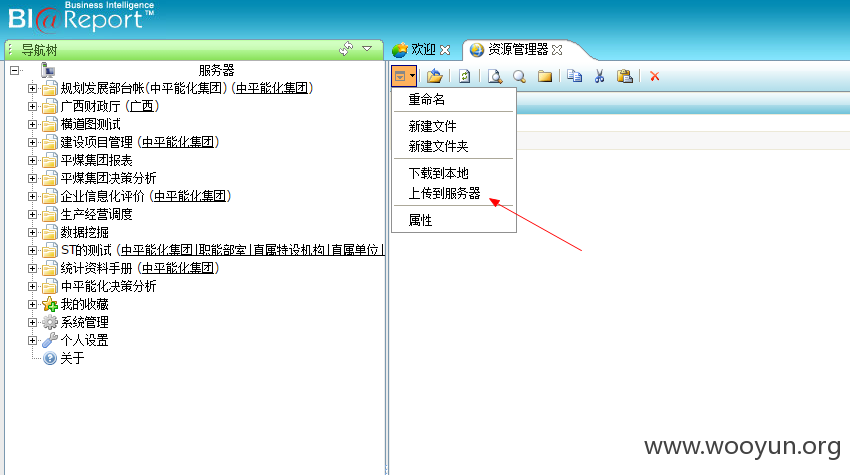 Business Intelligence
BI@Report™
导航树
欢迎
资源管理器
服务器
规划发展部台帐(中平能化集团) (中平能化集团)
广西财政厅 (广西)
横道图测试
建设项目管理 (中平能化集团)
平煤集团报表
平煤集团决策分析
企业信息化评价 (中平能化集团)
生产经营调度
数据挖掘
ST的测试 (中平能化集团|职能部室|直属特设机构|直属单位|
统计资料手册 (中平能化集团)
中平能化决策分析
我的收藏
系统管理
个人设置
关于
重命名
新建文件
新建文件夹
下载到本地
上传到服务器
属性
www.wooyun.org